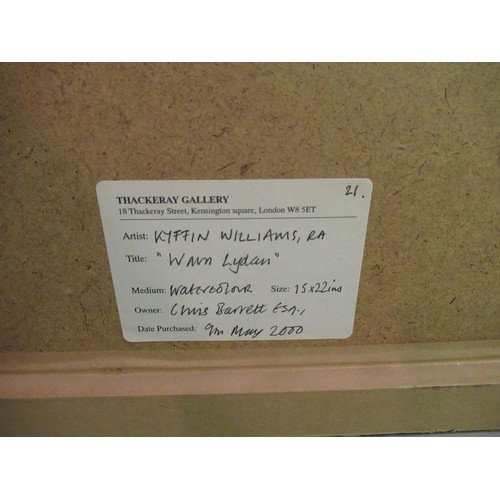 21.
THACKERAY GALLERY
18 Thackeray Street, Kensington square, London W8 5ET
Artist: KYFFIN WILLIAMS, RA
Title: "Waun Lydan"
Medium: WATERCOLOUR Size: 15x22ins
Owner: Chris Barrett Esq.,
Date Purchased: 9th May 2000